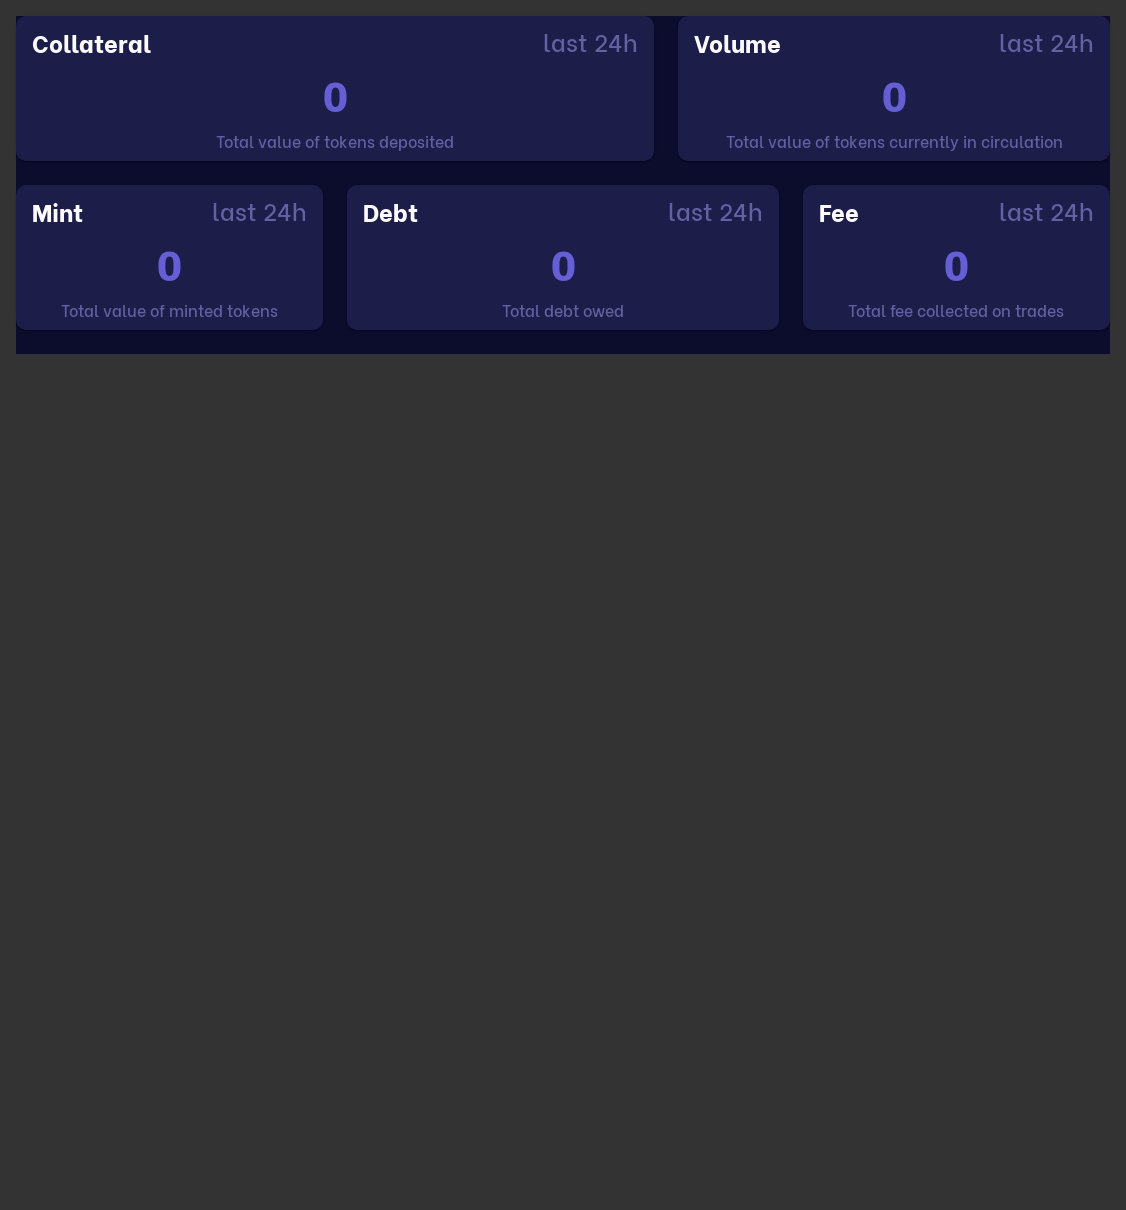 Collateral last 24h
0
Total value of tokens deposited
Volume last 24h
0
Total value of tokens currently in circulation
Mint last 24h
0
Total value of minted tokens
Debt last 24h
0
Total debt owed
Fee last 24h
0
Total fee collected on trades